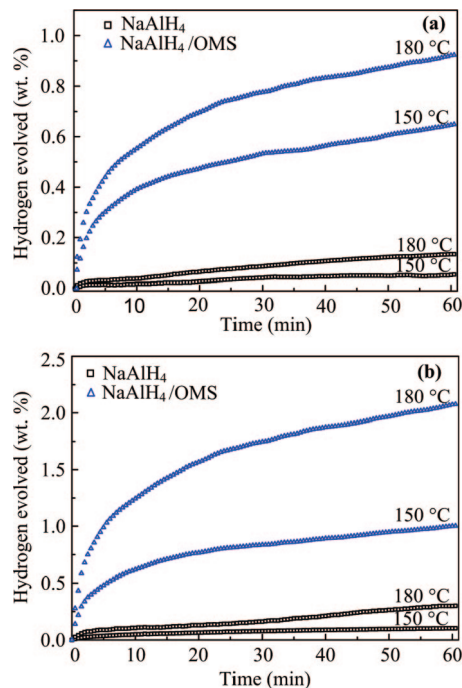 □ NaAlH₄ (a)
△ NaAlH₄/OMS
180 °C
150 °C
180 °C
150 °C
Hydrogen evolved (wt. %)
1.0
0.8
0.6
0.4
0.2
0.0
0 10 20 30 40 50 60
Time (min)
□ NaAlH₄ (b)
△ NaAlH₄/OMS
180 °C
150 °C
180 °C
150 °C
Hydrogen evolved (wt. %)
2.5
2.0
1.5
1.0
0.5
0.0
0 10 20 30 40 50 60
Time (min)